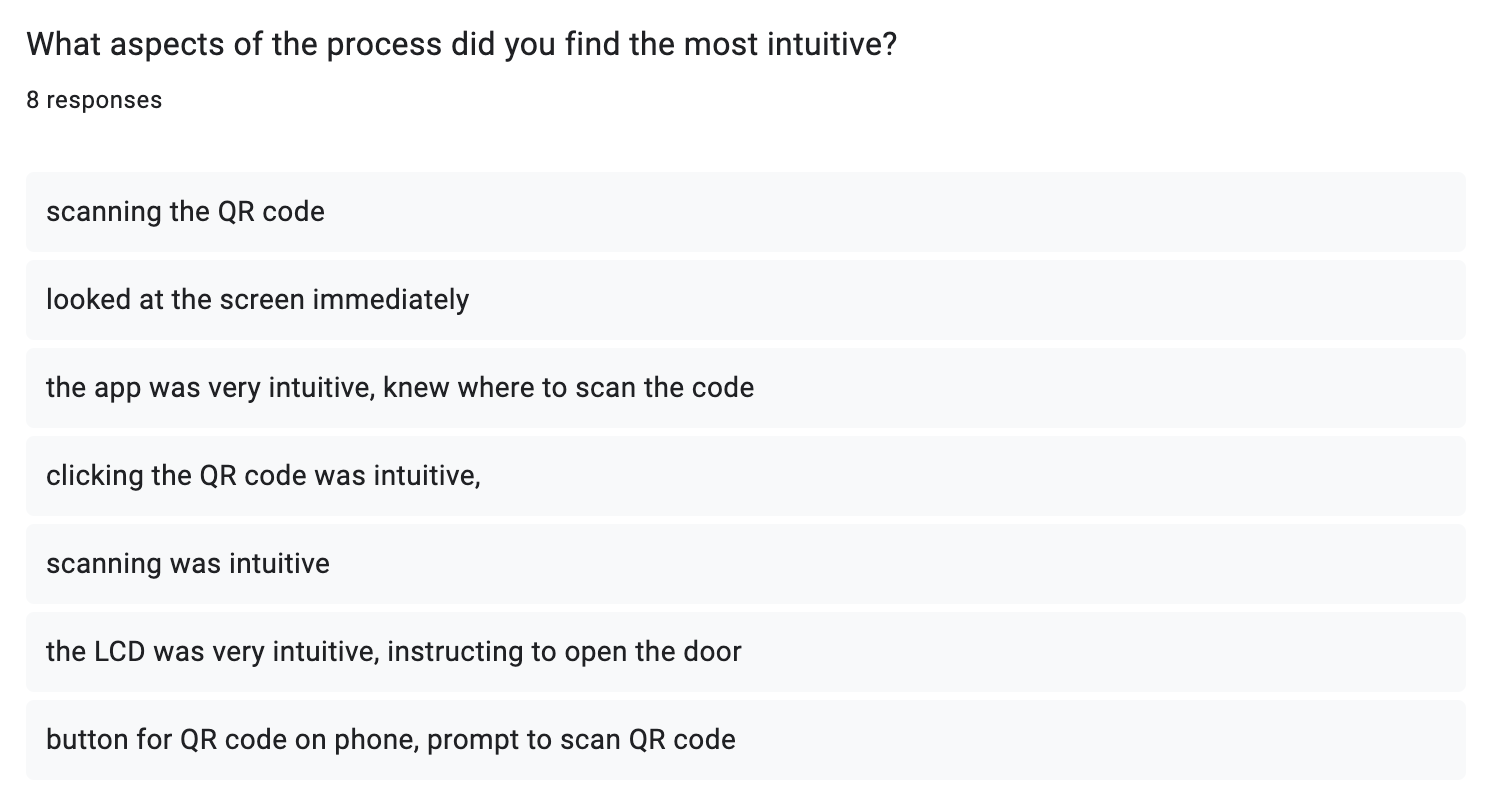 What aspects of the process did you find the most intuitive?
8 responses
scanning the QR code
looked at the screen immediately
the app was very intuitive, knew where to scan the code
clicking the QR code was intuitive,
scanning was intuitive
the LCD was very intuitive, instructing to open the door
button for QR code on phone, prompt to scan QR code